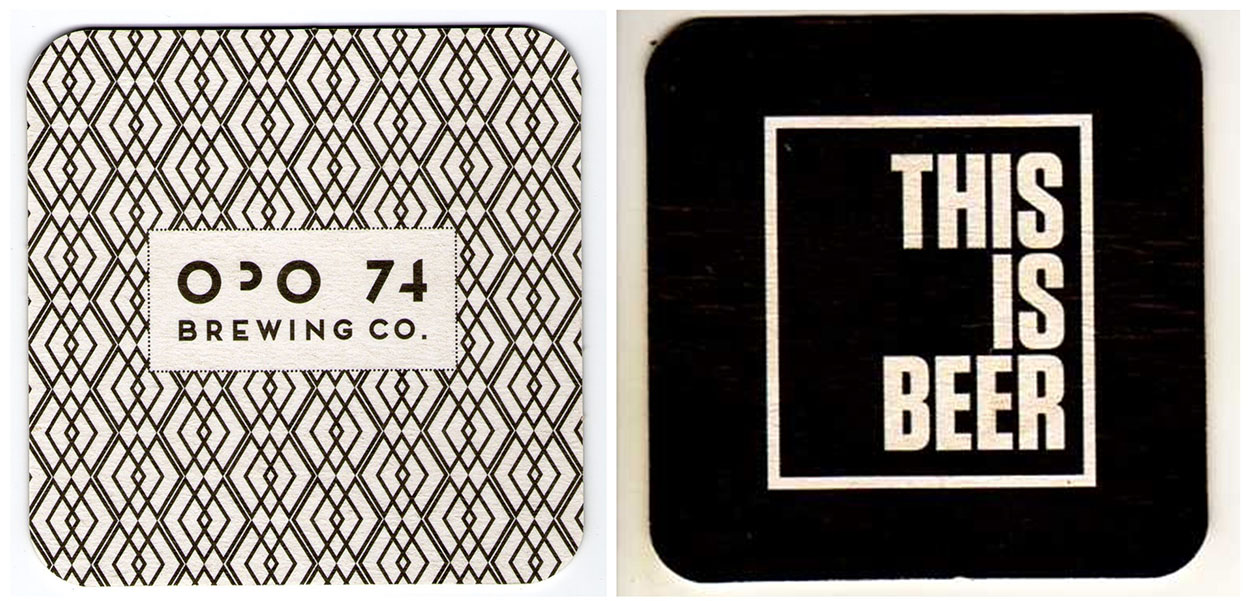 OPO 74
BREWING CO.
THIS
IS
BEER